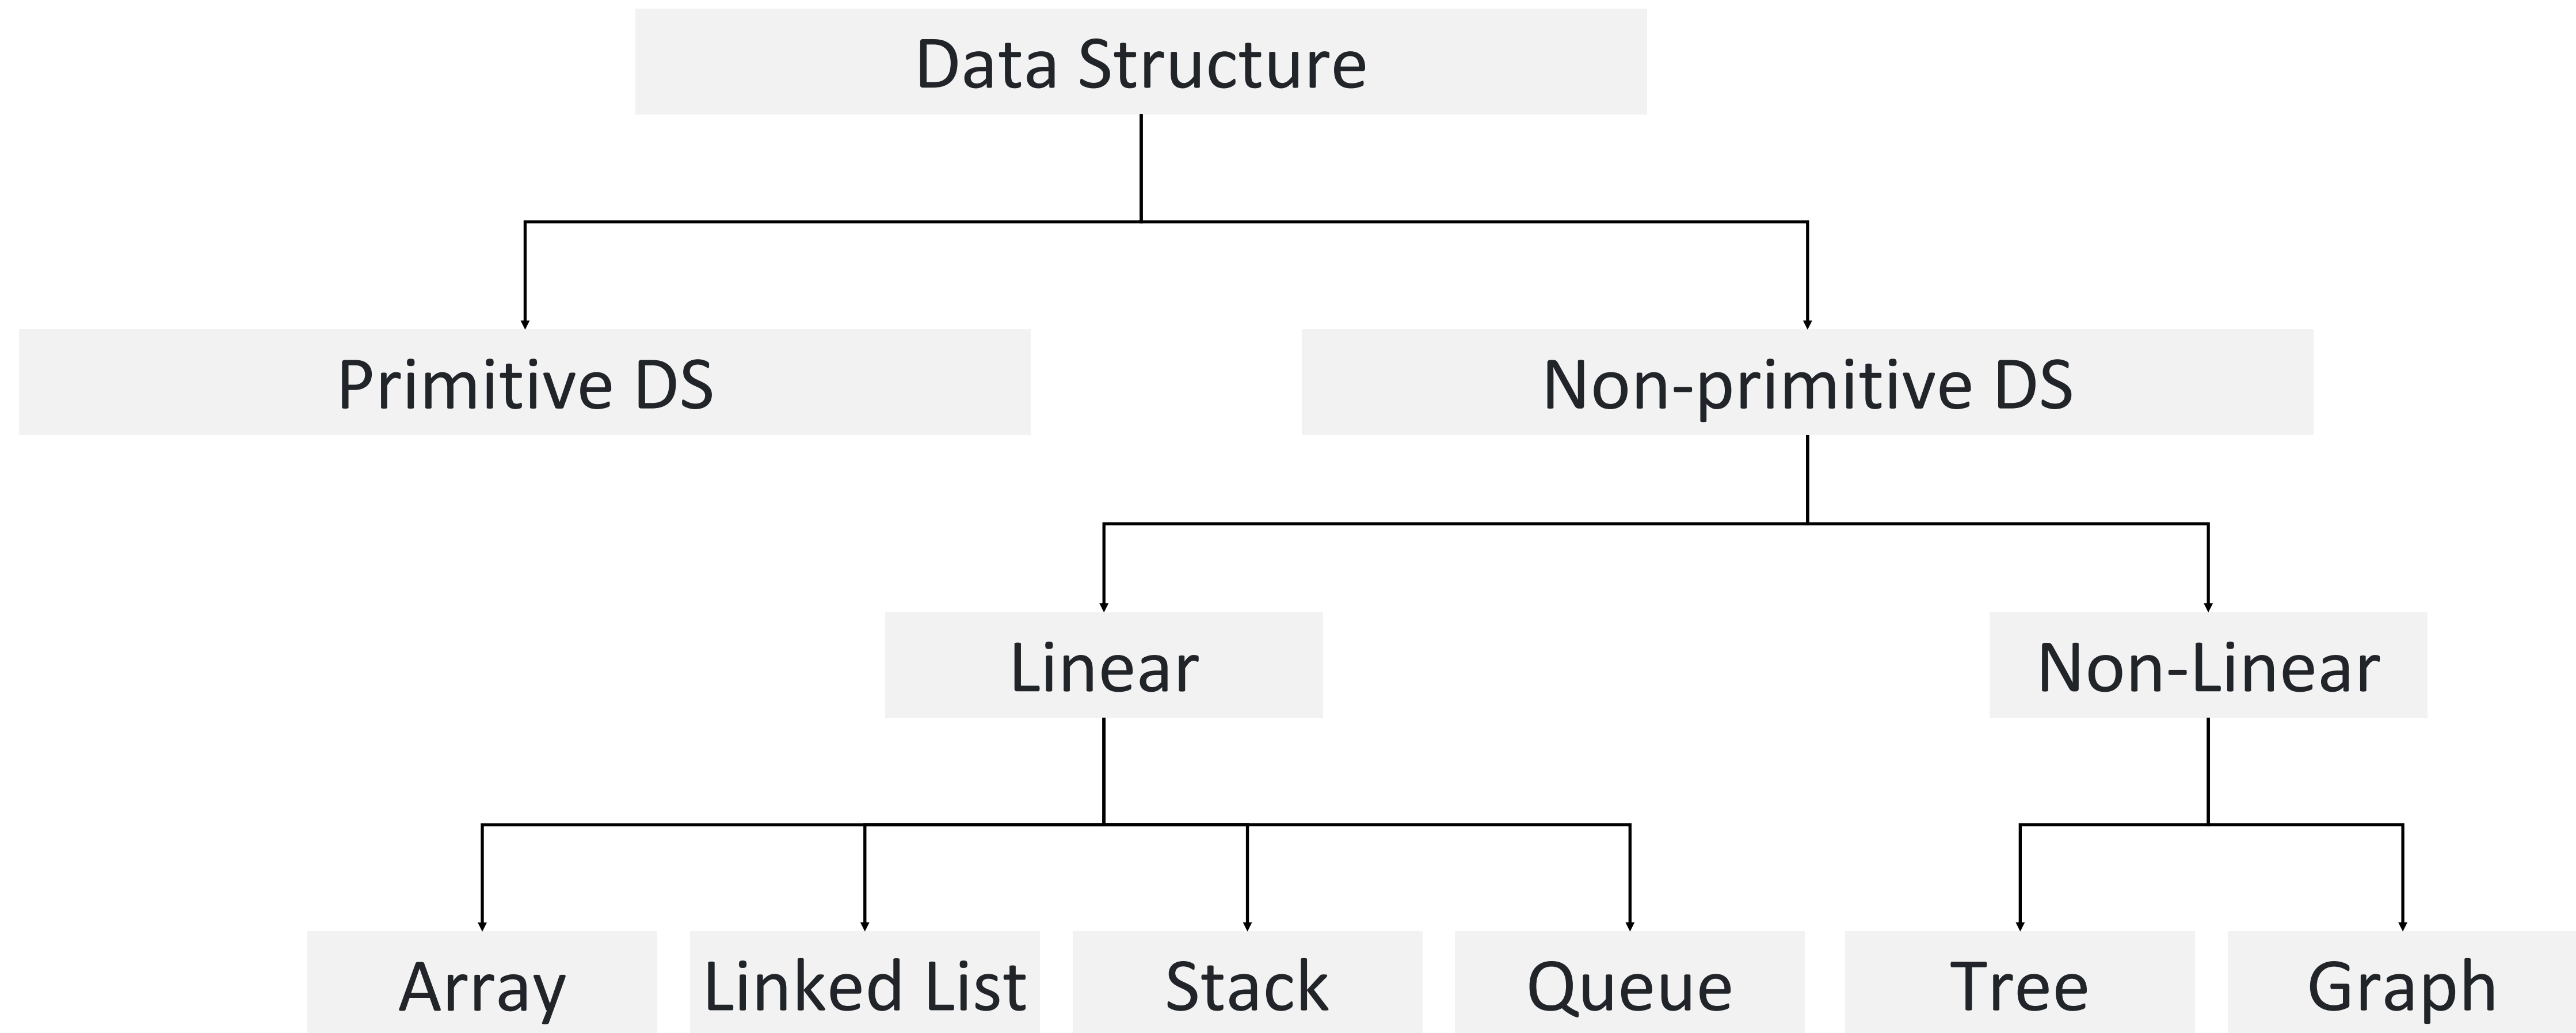 Data Structure
Primitive DS
Non-primitive DS
Linear
Non-Linear
Array
Linked List
Stack
Queue
Tree
Graph